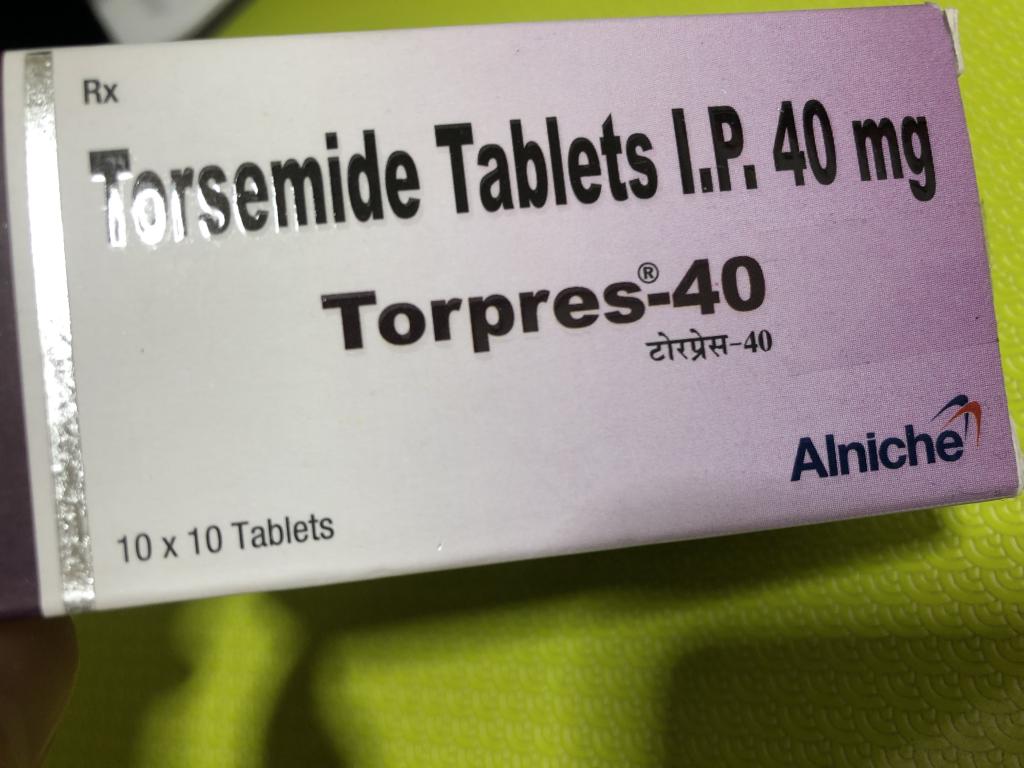 Rx
Torsemide Tablets I.P. 40 mg
Torpres®-40
टोरप्रेस-40
Alniche
10 x 10 Tablets